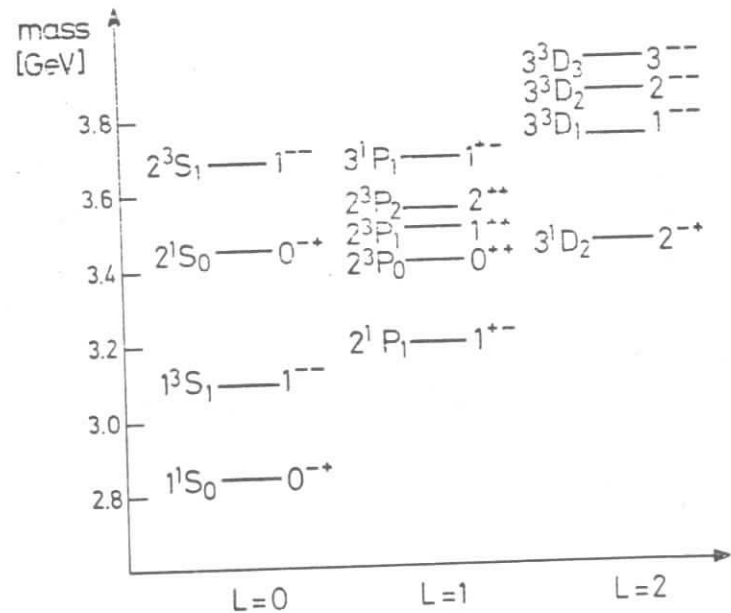 mass
[GeV]
3³D₃ 3⁻⁻
3³D₂ 2⁻⁻
3³D₁ 1⁻⁻
3.8
2³S₁ 1⁻⁻
3¹P₁ 1⁺⁻
3.6
2³P₂ 2⁺⁺
2³P₁ 1⁺⁺
2³P₀ 0⁺⁺
3¹D₂ 2⁻⁺
2¹S₀ 0⁻⁺
3.4
3.2
2¹P₁ 1⁺⁻
1³S₁ 1⁻⁻
3.0
1¹S₀ 0⁻⁺
2.8
L=0 L=1 L=2